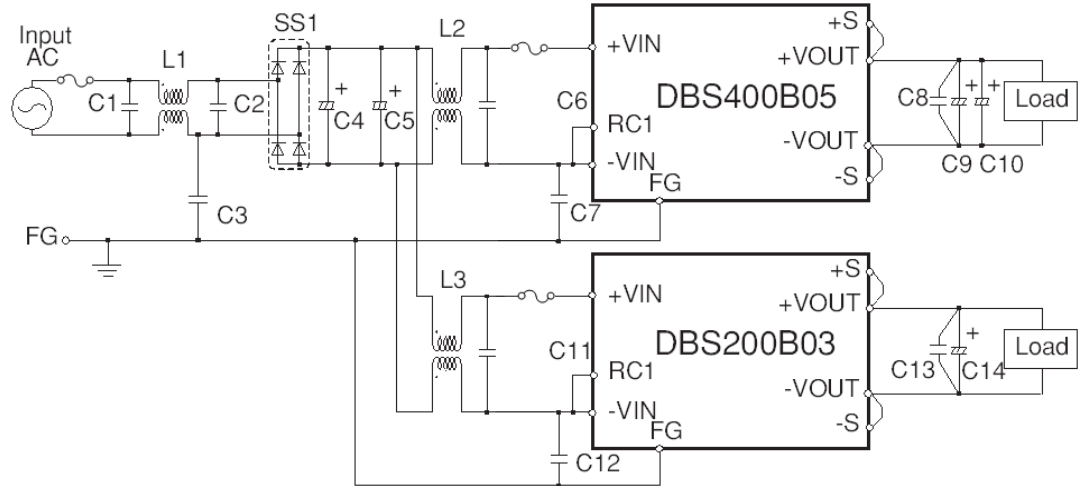 Input
AC
L1
C1
C2
SS1
C4
C5
L2
C6
+VIN
RC1
-VIN
FG
DBS400B05
+S
+VOUT
-VOUT
-S
C8
C9
C10
Load
C3
C7
FG
L3
C11
+VIN
RC1
-VIN
FG
DBS200B03
+S
+VOUT
-VOUT
-S
C13
C14
Load
C12